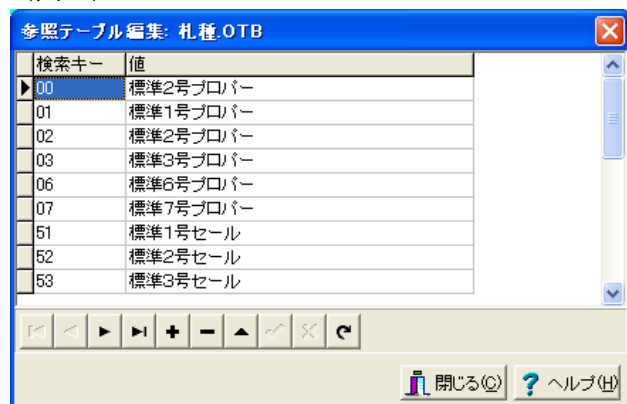 参照テーブル編集: 札種.OTB
検索キー 値
00 標準2号プロパー
01 標準1号プロパー
02 標準2号プロパー
03 標準3号プロパー
06 標準6号プロパー
07 標準7号プロパー
51 標準1号セール
52 標準2号セール
53 標準3号セール
閉じる(C) ? ヘルプ(H)